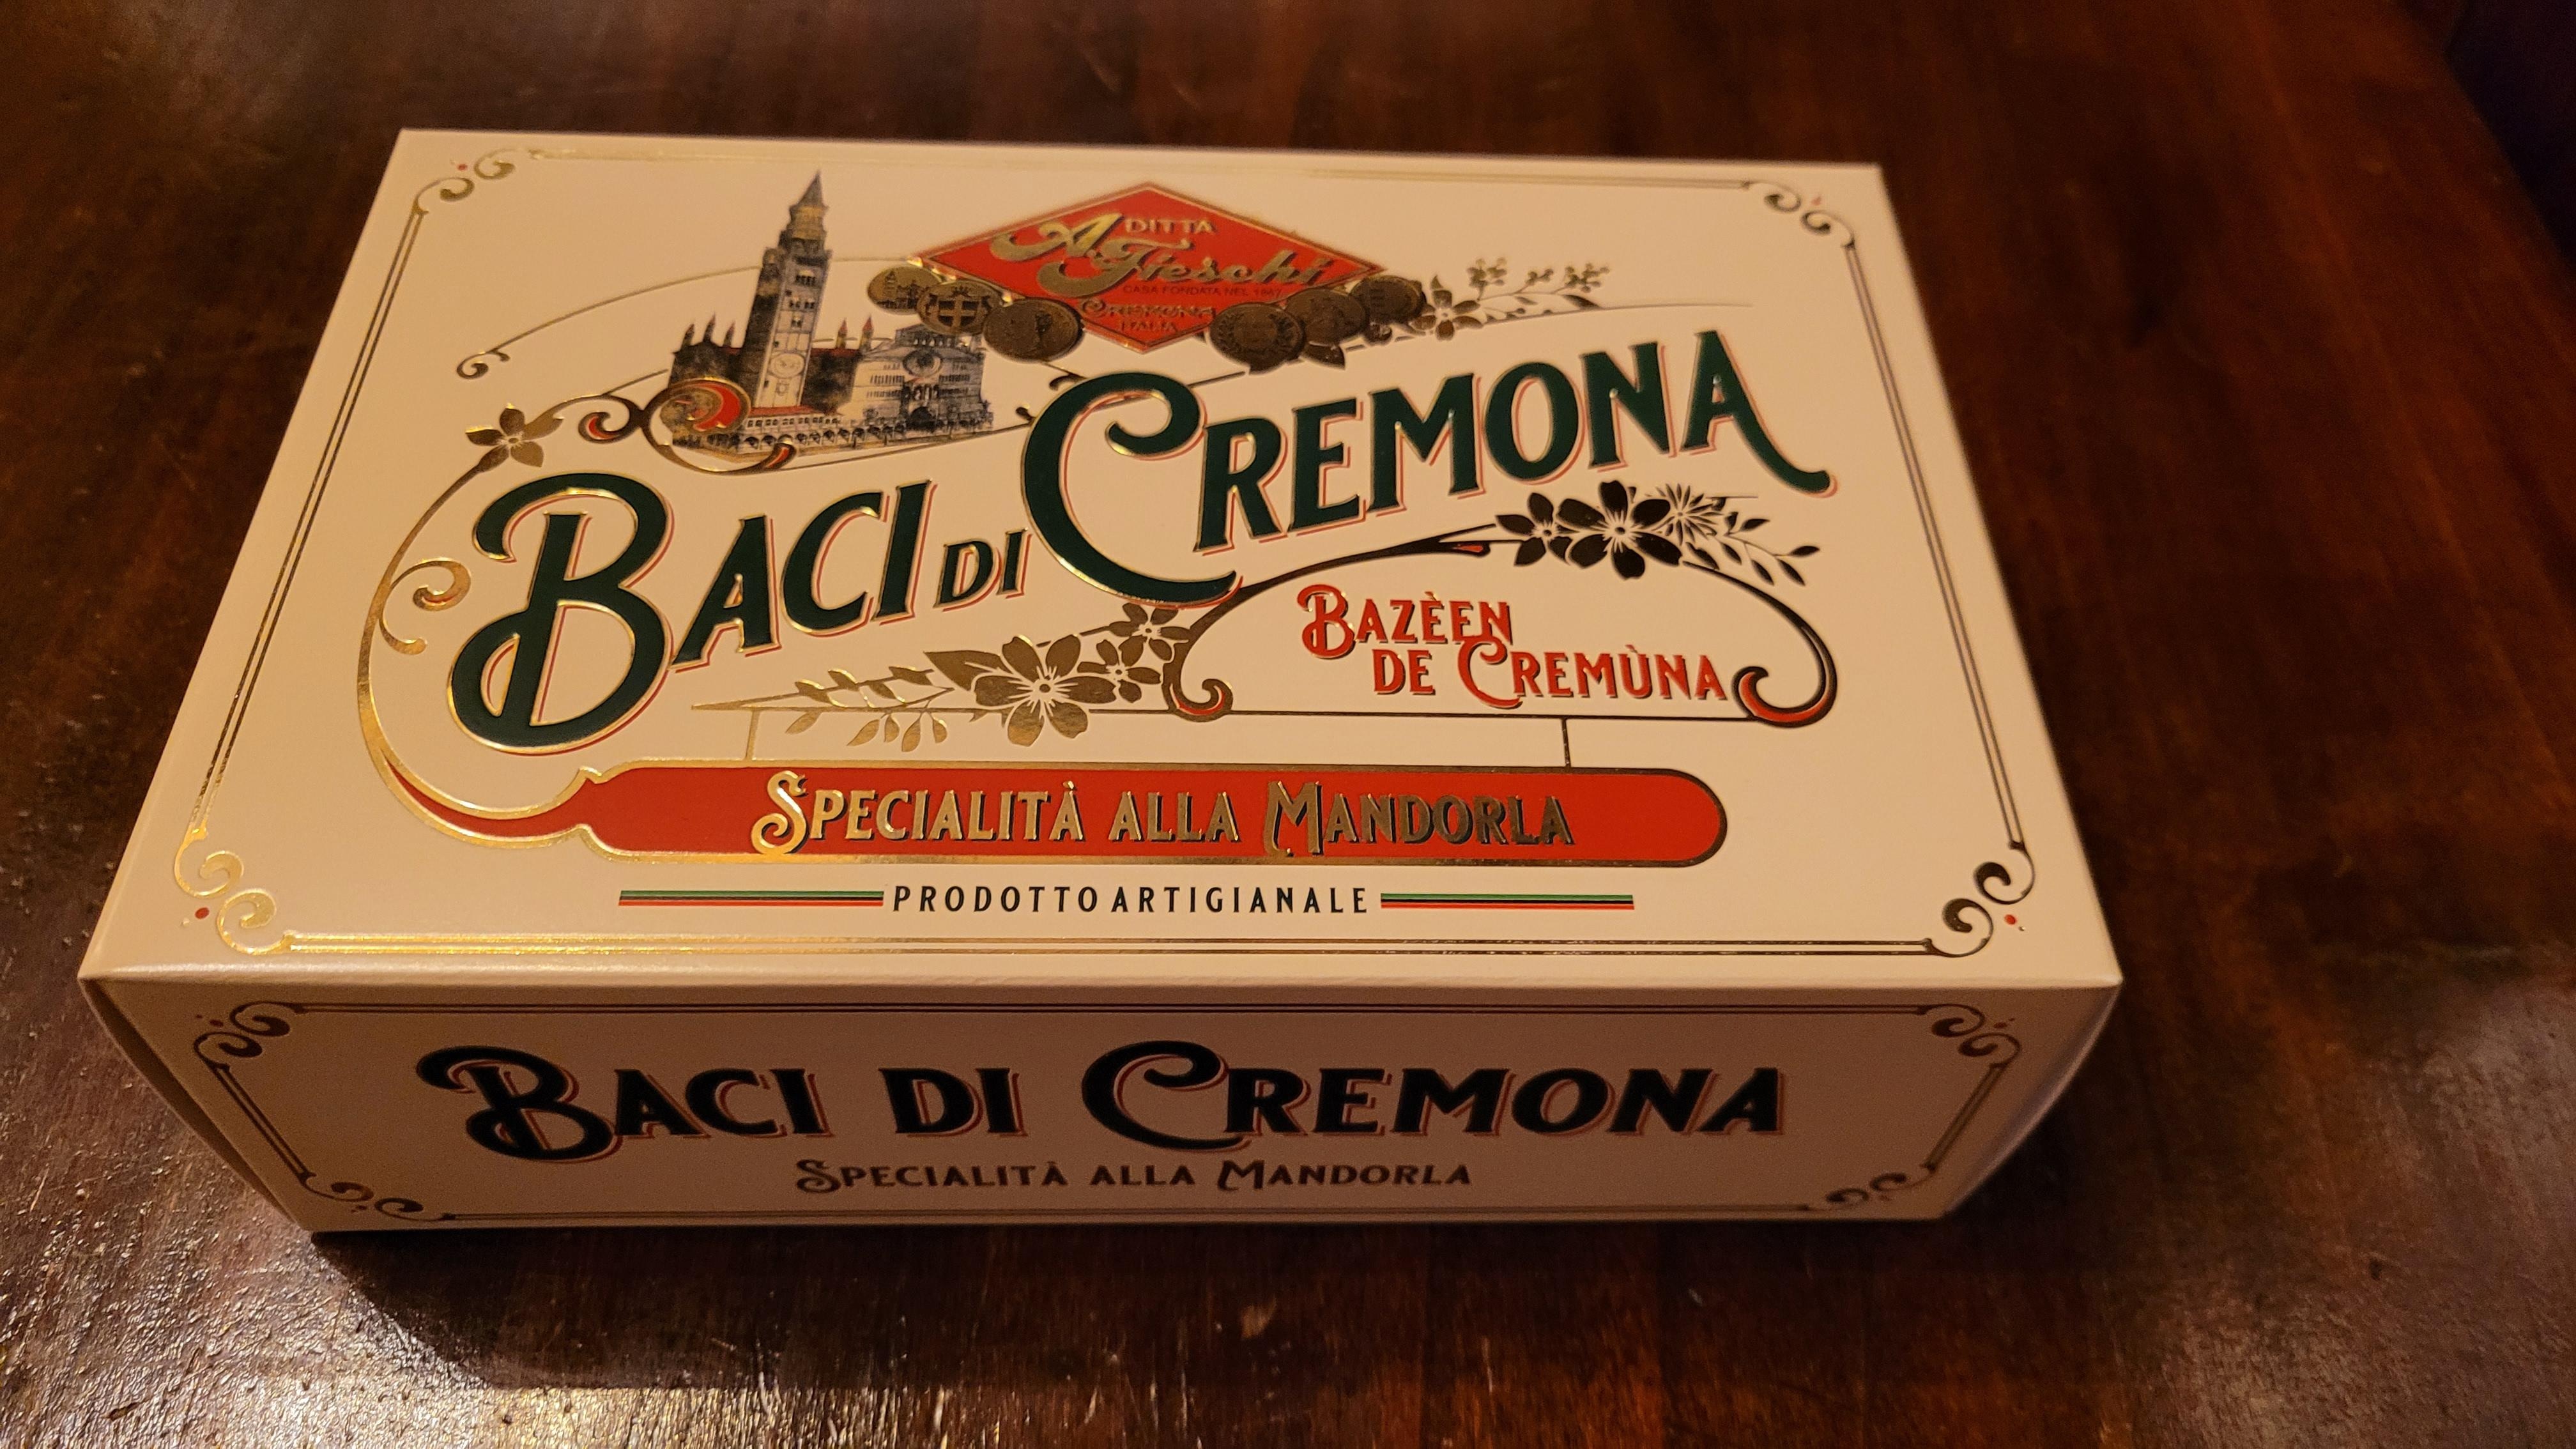 DITTA
A. Fieschi
CASA FONDATA NEL 1867
CREMONA
ITALIA
BACI DI CREMONA
BAZÈEN
DE CREMÙNA
SPECIALITÀ ALLA MANDORLA
PRODOTTO ARTIGIANALE
BACI DI CREMONA
SPECIALITÀ ALLA MANDORLA